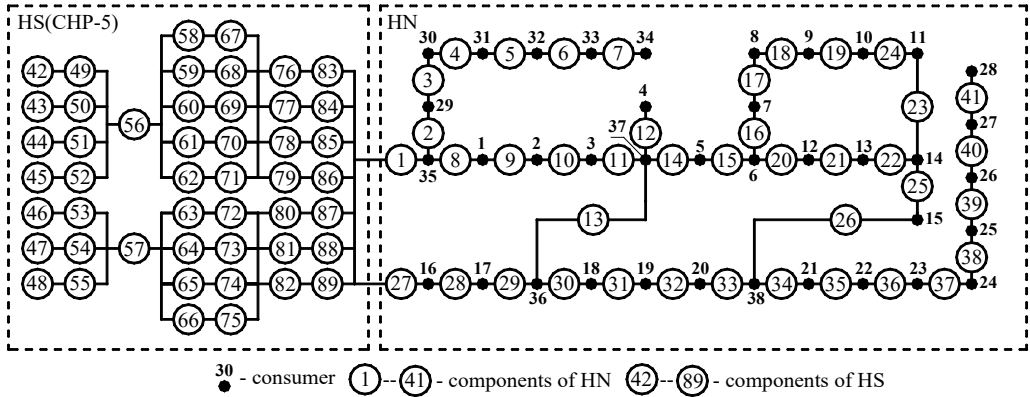 HS(CHP-5) HN
58 67 30 31 32 33 34 8 9 10 11
4 5 6 7 18 19 24
42 49 59 68 76 83 3 17 28
29 4 7 41
43 50 60 69 77 84 23 27
56 37 12 16
44 51 61 70 78 85 2 40
45 52 62 71 79 86 1 8 1 9 2 10 3 11 14 5 15 20 12 21 13 22 14
35 6 25 26
46 53 63 72 80 87 13 26 15 39
25
47 54 57 64 73 81 88 38
48 55 65 74 82 89 27 16 28 17 29 30 18 31 19 32 20 33 34 21 35 22 36 23 37 24
36 38
66 75
30 - consumer 1 -- 41 - components of HN 42 -- 89 - components of HS